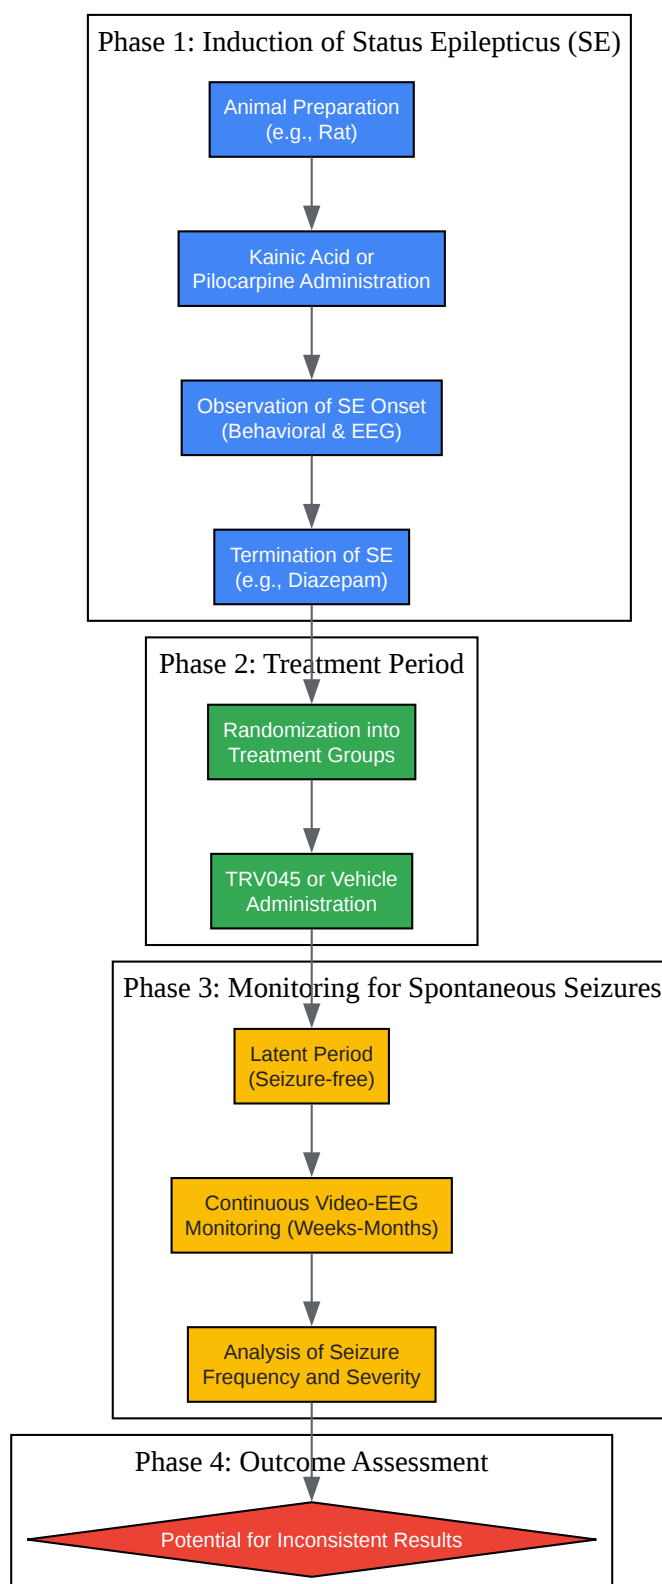 Phase 1: Induction of Status Epilepticus (SE)
Animal Preparation
(e.g., Rat)
Kainic Acid or
Pilocarpine Administration
Observation of SE Onset
(Behavioral & EEG)
Termination of SE
(e.g., Diazepam)
Phase 2: Treatment Period
Randomization into
Treatment Groups
TRV045 or Vehicle
Administration
Phase 3: Monitoring for Spontaneous Seizures
Latent Period
(Seizure-free)
Continuous Video-EEG
Monitoring (Weeks-Months)
Analysis of Seizure
Frequency and Severity
Phase 4: Outcome Assessment
Potential for Inconsistent Results